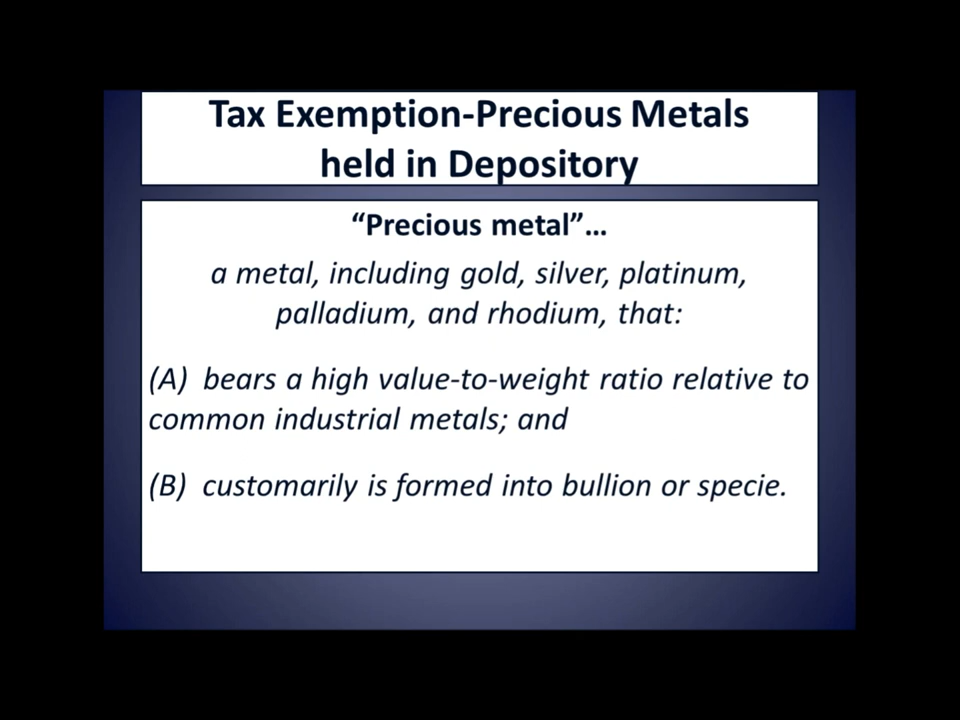 Tax Exemption-Precious Metals
held in Depository
“Precious metal”…
a metal, including gold, silver, platinum,
palladium, and rhodium, that:
(A)  bears a high value-to-weight ratio relative to
common industrial metals; and
(B)  customarily is formed into bullion or specie.